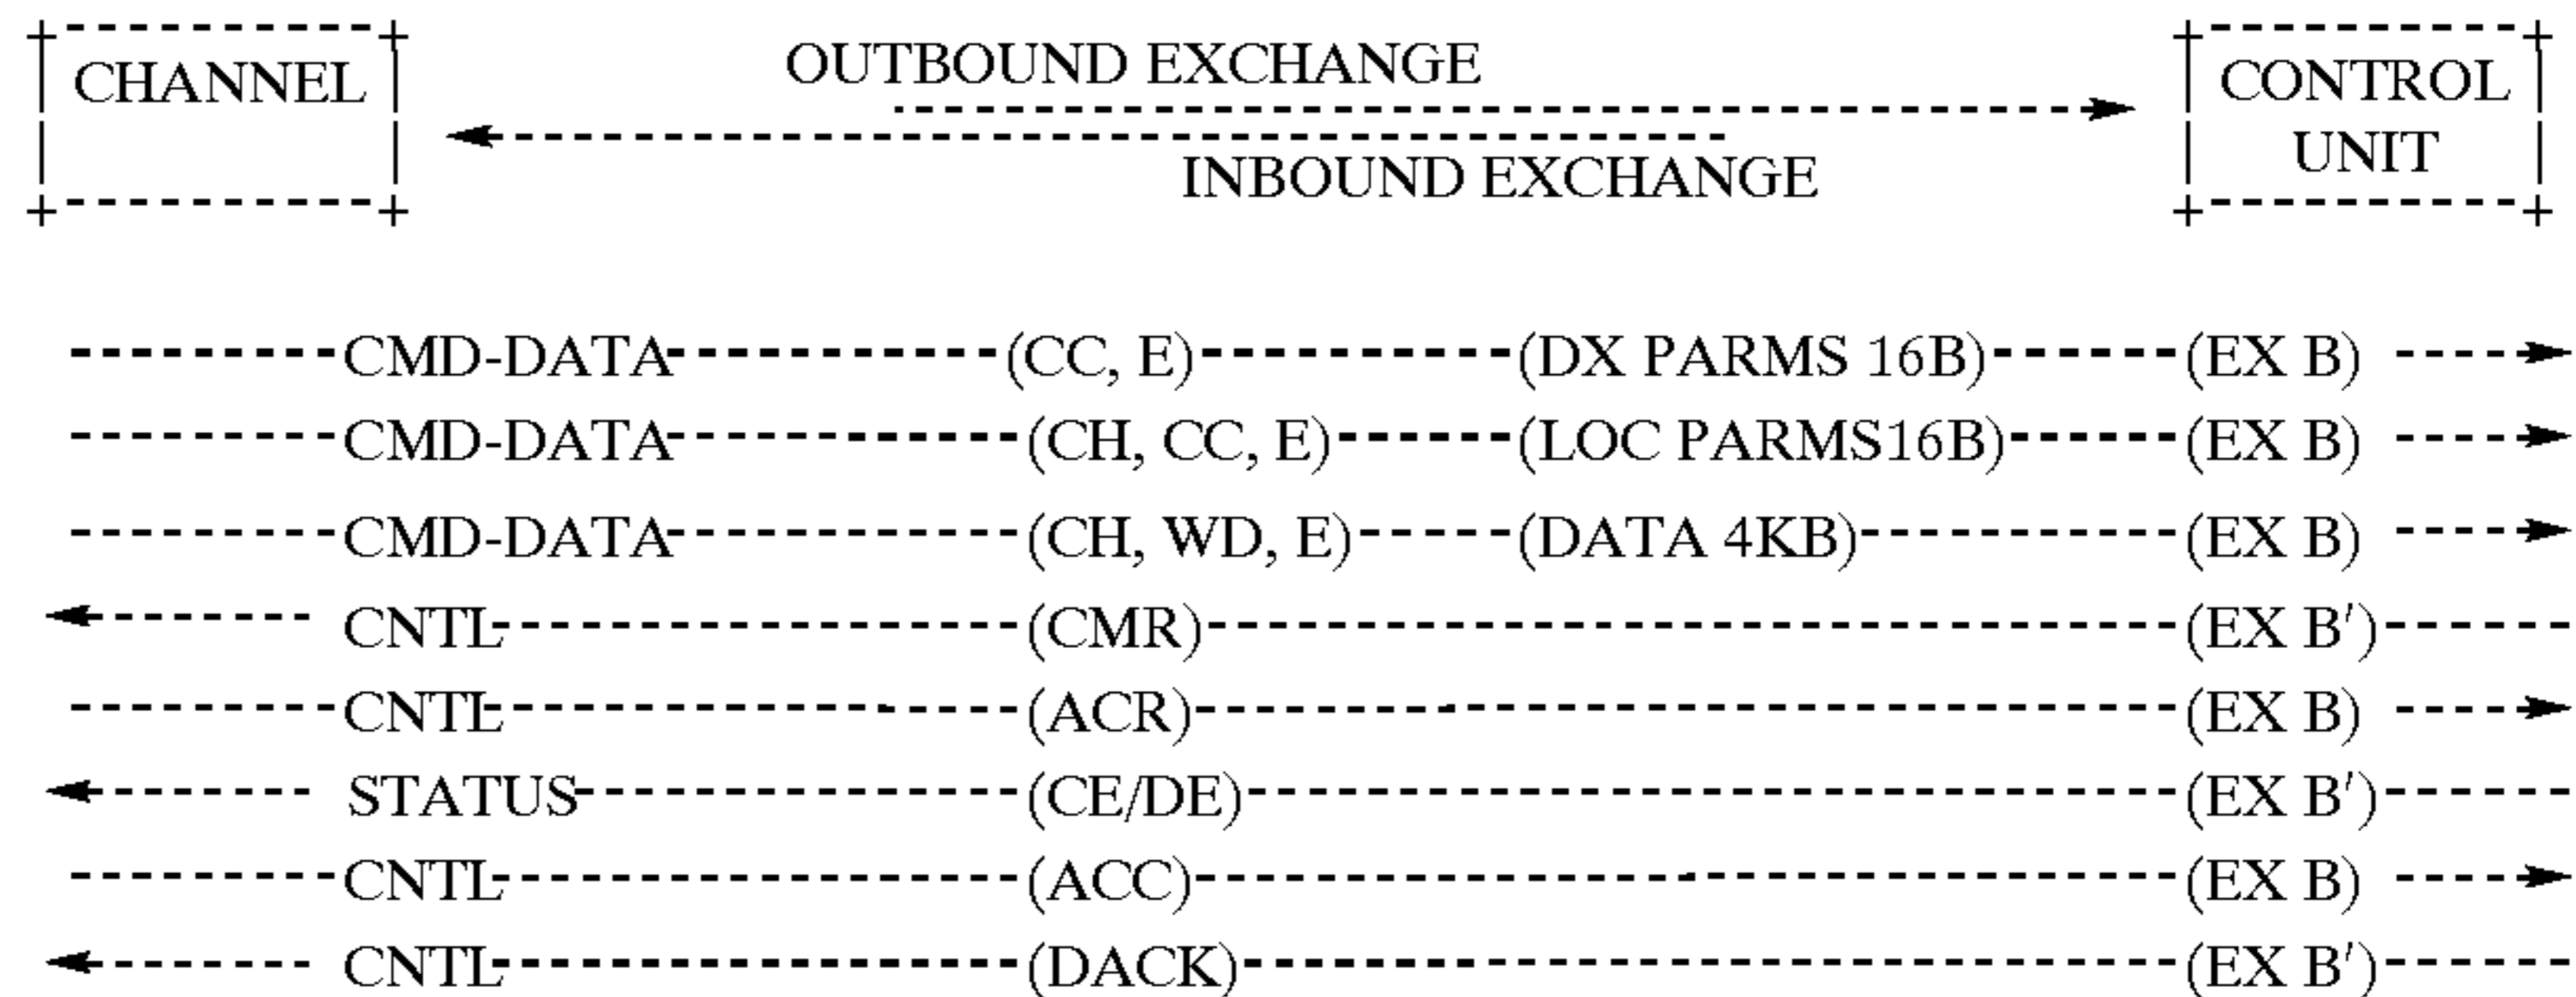 CHANNEL
OUTBOUND EXCHANGE
INBOUND EXCHANGE
CONTROL
UNIT
CMD-DATA (CC, E) (DX PARMS 16B) (EX B)
CMD-DATA (CH, CC, E) (LOC PARMS16B) (EX B)
CMD-DATA (CH, WD, E) (DATA 4KB) (EX B)
CNTL (CMR) (EX B')
CNTL (ACR) (EX B)
STATUS (CE/DE) (EX B')
CNTL (ACC) (EX B)
CNTL (DACK) (EX B')